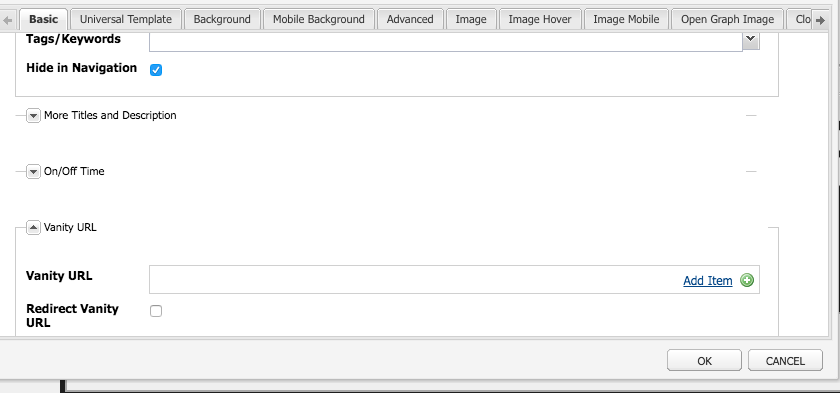 Basic Universal Template Background Mobile Background Advanced Image Image Hover Image Mobile Open Graph Image Clo
Tags/Keywords
Hide in Navigation
More Titles and Description
On/Off Time
Vanity URL
Vanity URL Add Item
Redirect Vanity
URL
OK CANCEL